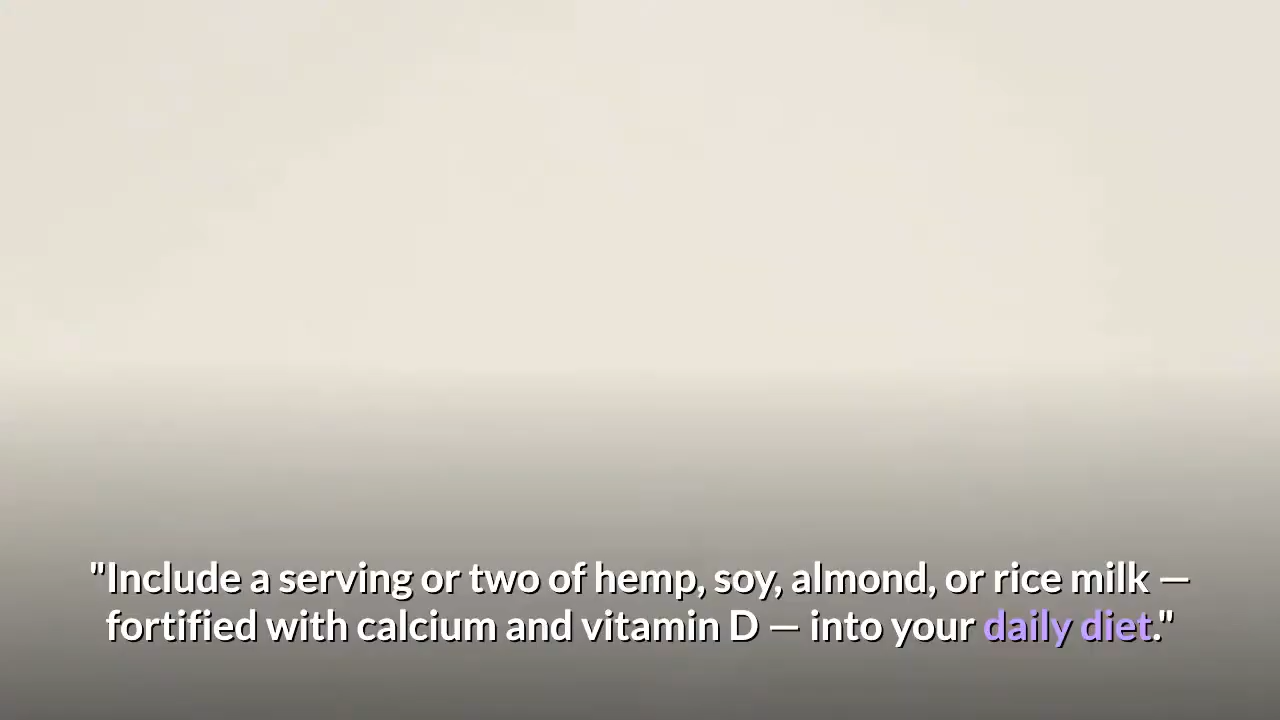 "Include a serving or two of hemp, soy, almond, or rice milk —
fortified with calcium and vitamin D — into your daily diet."